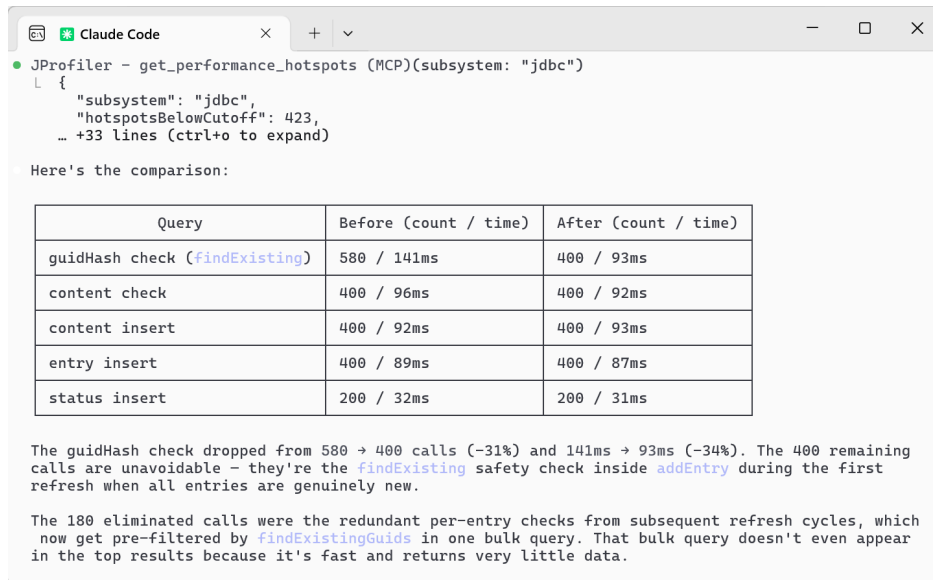 Claude Code
JProfiler – get_performance_hotspots (MCP)(subsystem: "jdbc")
{
"subsystem": "jdbc",
"hotspotsBelowCutoff": 423,
… +33 lines (ctrl+o to expand)
Here's the comparison:
Query Before (count / time) After (count / time)
guidHash check (findExisting) 580 / 141ms 400 / 93ms
content check 400 / 96ms 400 / 92ms
content insert 400 / 92ms 400 / 93ms
entry insert 400 / 89ms 400 / 87ms
status insert 200 / 32ms 200 / 31ms
The guidHash check dropped from 580 → 400 calls (-31%) and 141ms → 93ms (-34%). The 400 remaining
calls are unavoidable — they're the findExisting safety check inside addEntry during the first
refresh when all entries are genuinely new.
The 180 eliminated calls were the redundant per-entry checks from subsequent refresh cycles, which
now get pre-filtered by findExistingGuids in one bulk query. That bulk query doesn't even appear
in the top results because it's fast and returns very little data.